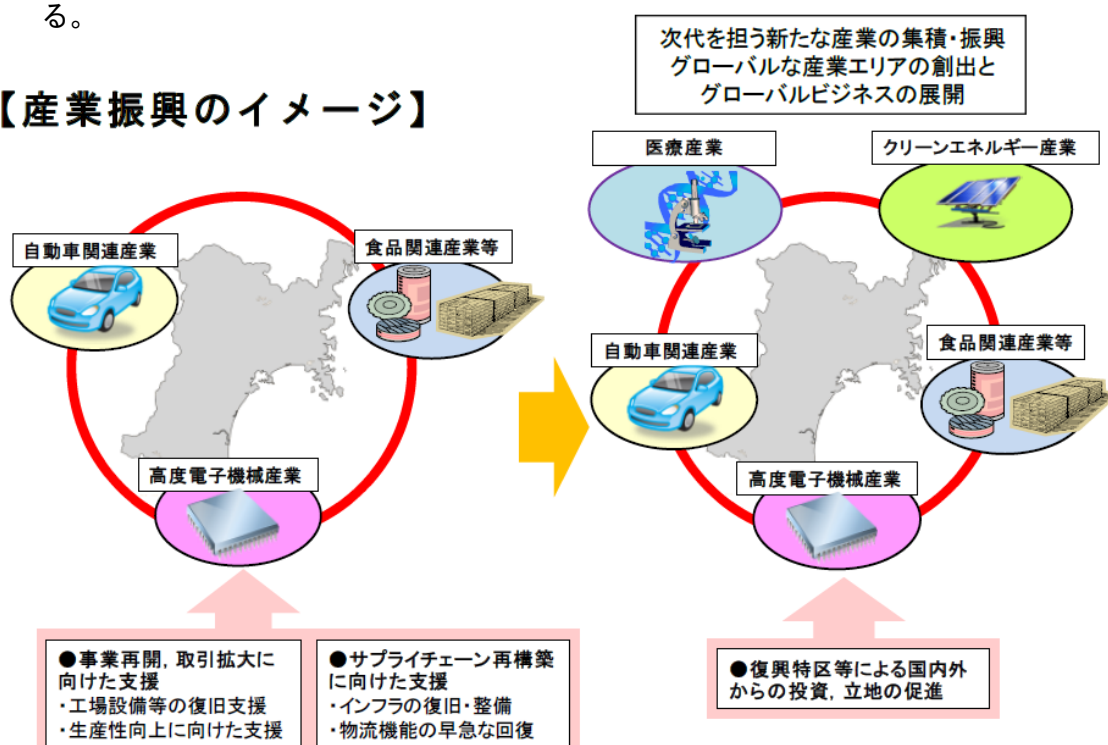 る。
【産業振興のイメージ】
自動車関連産業
食品関連産業等
高度電子機械産業
●事業再開，取引拡大に
向けた支援
・工場設備等の復旧支援
・生産性向上に向けた支援
●サプライチェーン再構築
に向けた支援
・インフラの復旧・整備
・物流機能の早急な回復
次代を担う新たな産業の集積・振興
グローバルな産業エリアの創出と
グローバルビジネスの展開
医療産業
クリーンエネルギー産業
自動車関連産業
食品関連産業等
高度電子機械産業
●復興特区等による国内外
からの投資，立地の促進